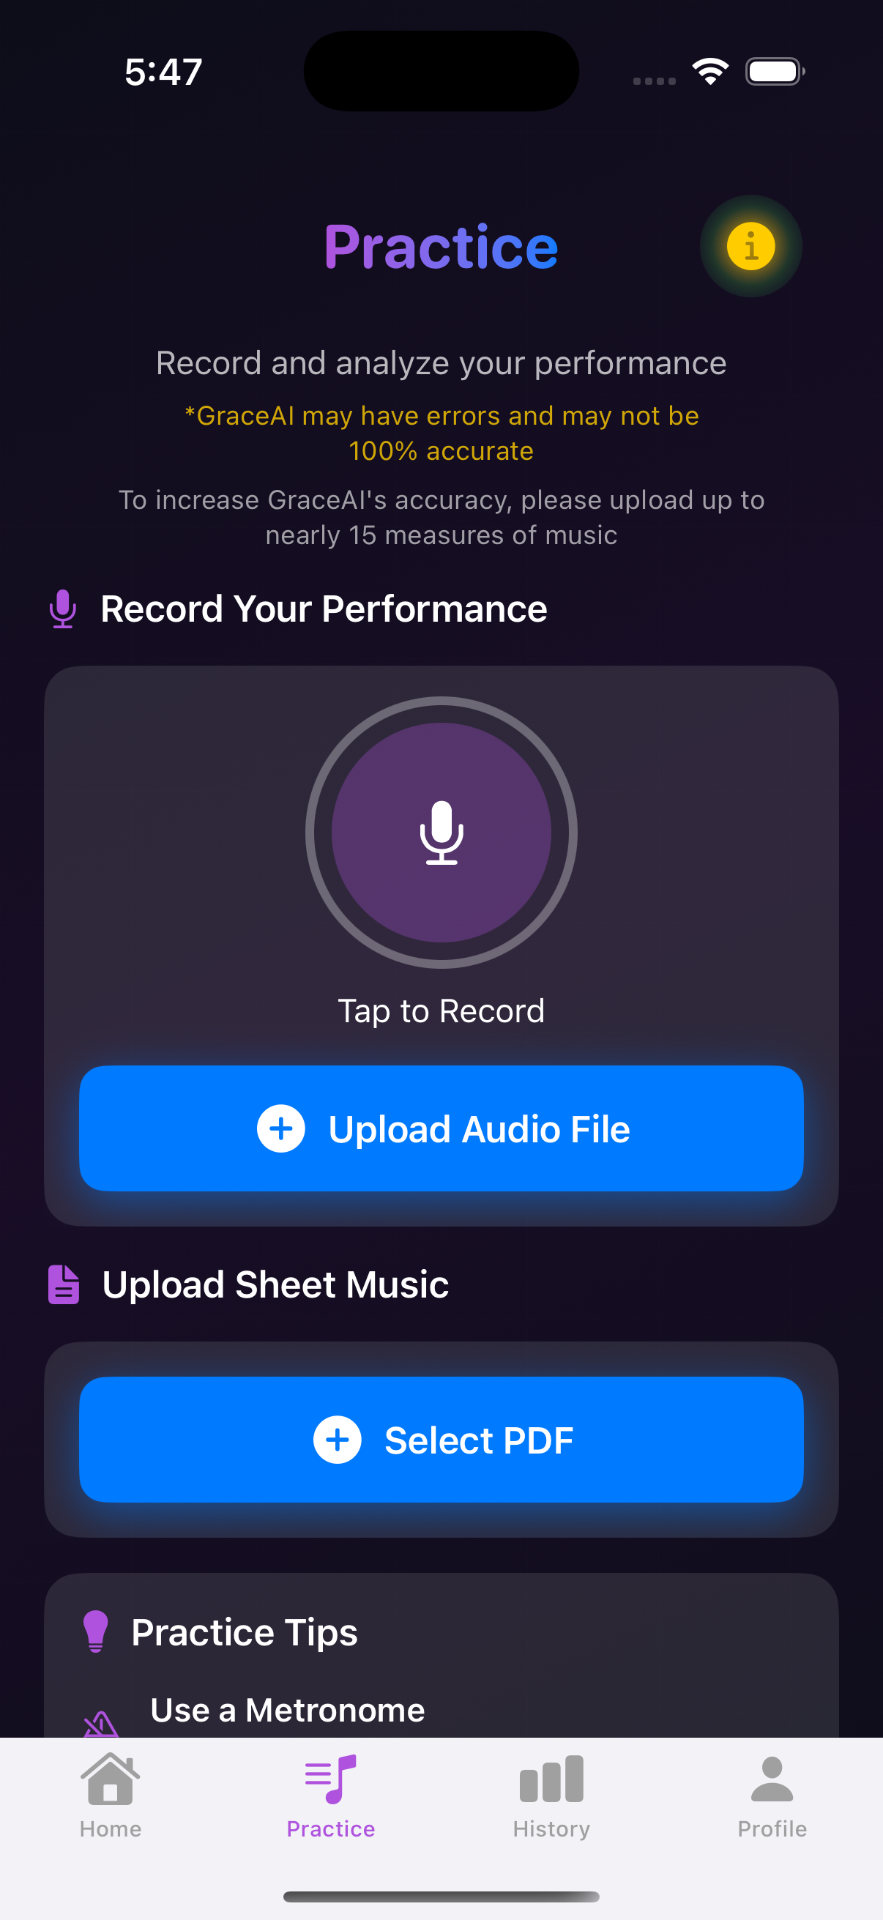 5:47
Practice
Record and analyze your performance
*GraceAI may have errors and may not be
100% accurate
To increase GraceAI's accuracy, please upload up to
nearly 15 measures of music
Record Your Performance
Tap to Record
Upload Audio File
Upload Sheet Music
Select PDF
Practice Tips
Use a Metronome
Home
Practice
History
Profile